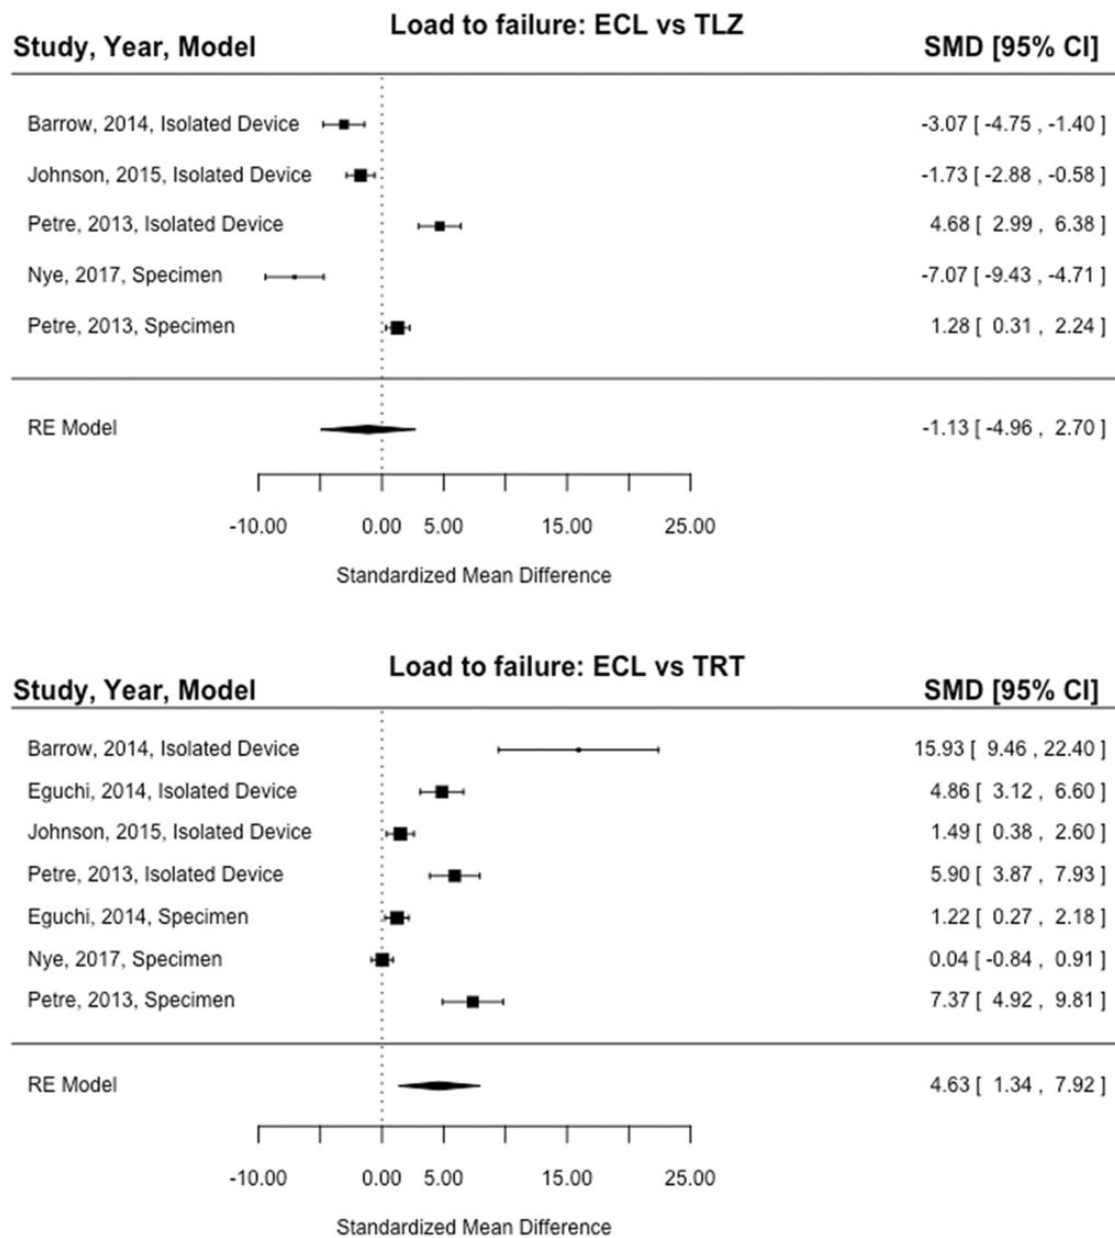 Load to failure: ECL vs TLZ
Study, Year, Model SMD [95% CI]
Barrow, 2014, Isolated Device -3.07 [ -4.75 , -1.40 ]
Johnson, 2015, Isolated Device -1.73 [ -2.88 , -0.58 ]
Petre, 2013, Isolated Device 4.68 [ 2.99 , 6.38 ]
Nye, 2017, Specimen -7.07 [ -9.43 , -4.71 ]
Petre, 2013, Specimen 1.28 [ 0.31 , 2.24 ]
RE Model -1.13 [ -4.96 , 2.70 ]
-10.00 0.00 5.00 15.00 25.00
Standardized Mean Difference
Load to failure: ECL vs TRT
Study, Year, Model SMD [95% CI]
Barrow, 2014, Isolated Device 15.93 [ 9.46 , 22.40 ]
Eguchi, 2014, Isolated Device 4.86 [ 3.12 , 6.60 ]
Johnson, 2015, Isolated Device 1.49 [ 0.38 , 2.60 ]
Petre, 2013, Isolated Device 5.90 [ 3.87 , 7.93 ]
Eguchi, 2014, Specimen 1.22 [ 0.27 , 2.18 ]
Nye, 2017, Specimen 0.04 [ -0.84 , 0.91 ]
Petre, 2013, Specimen 7.37 [ 4.92 , 9.81 ]
RE Model 4.63 [ 1.34 , 7.92 ]
-10.00 0.00 5.00 15.00 25.00
Standardized Mean Difference